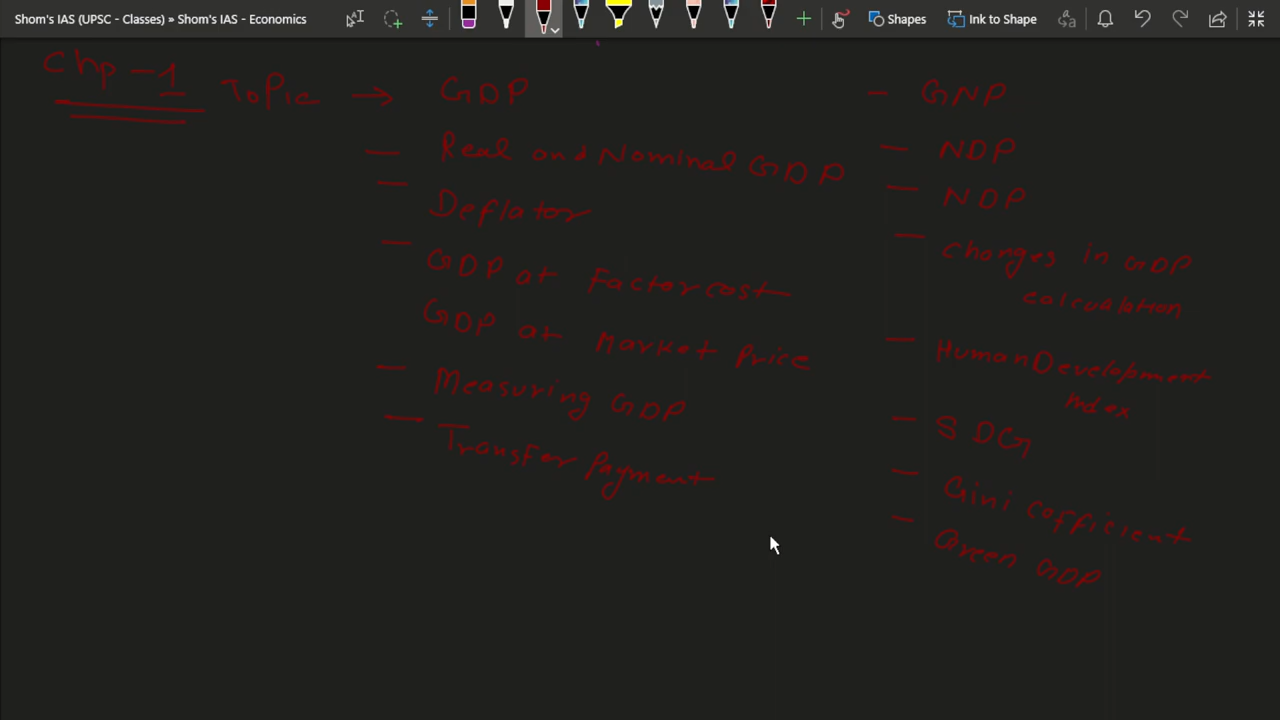 Shom's IAS (UPSC - Classes) » Shom's IAS - Economics
Shapes
Ink to Shape
Chp - 1 Topic → GDP
— Real and Nominal GDP
— Deflator
— GDP at Factor cost
GDP at Market Price
— Measuring GDP
— Transfer Payment
— GNP
— NDP
— NDP
— Changes in GDP
calculation
— Human Development
Index
— SDG
— Gini cofficient
— Green GDP